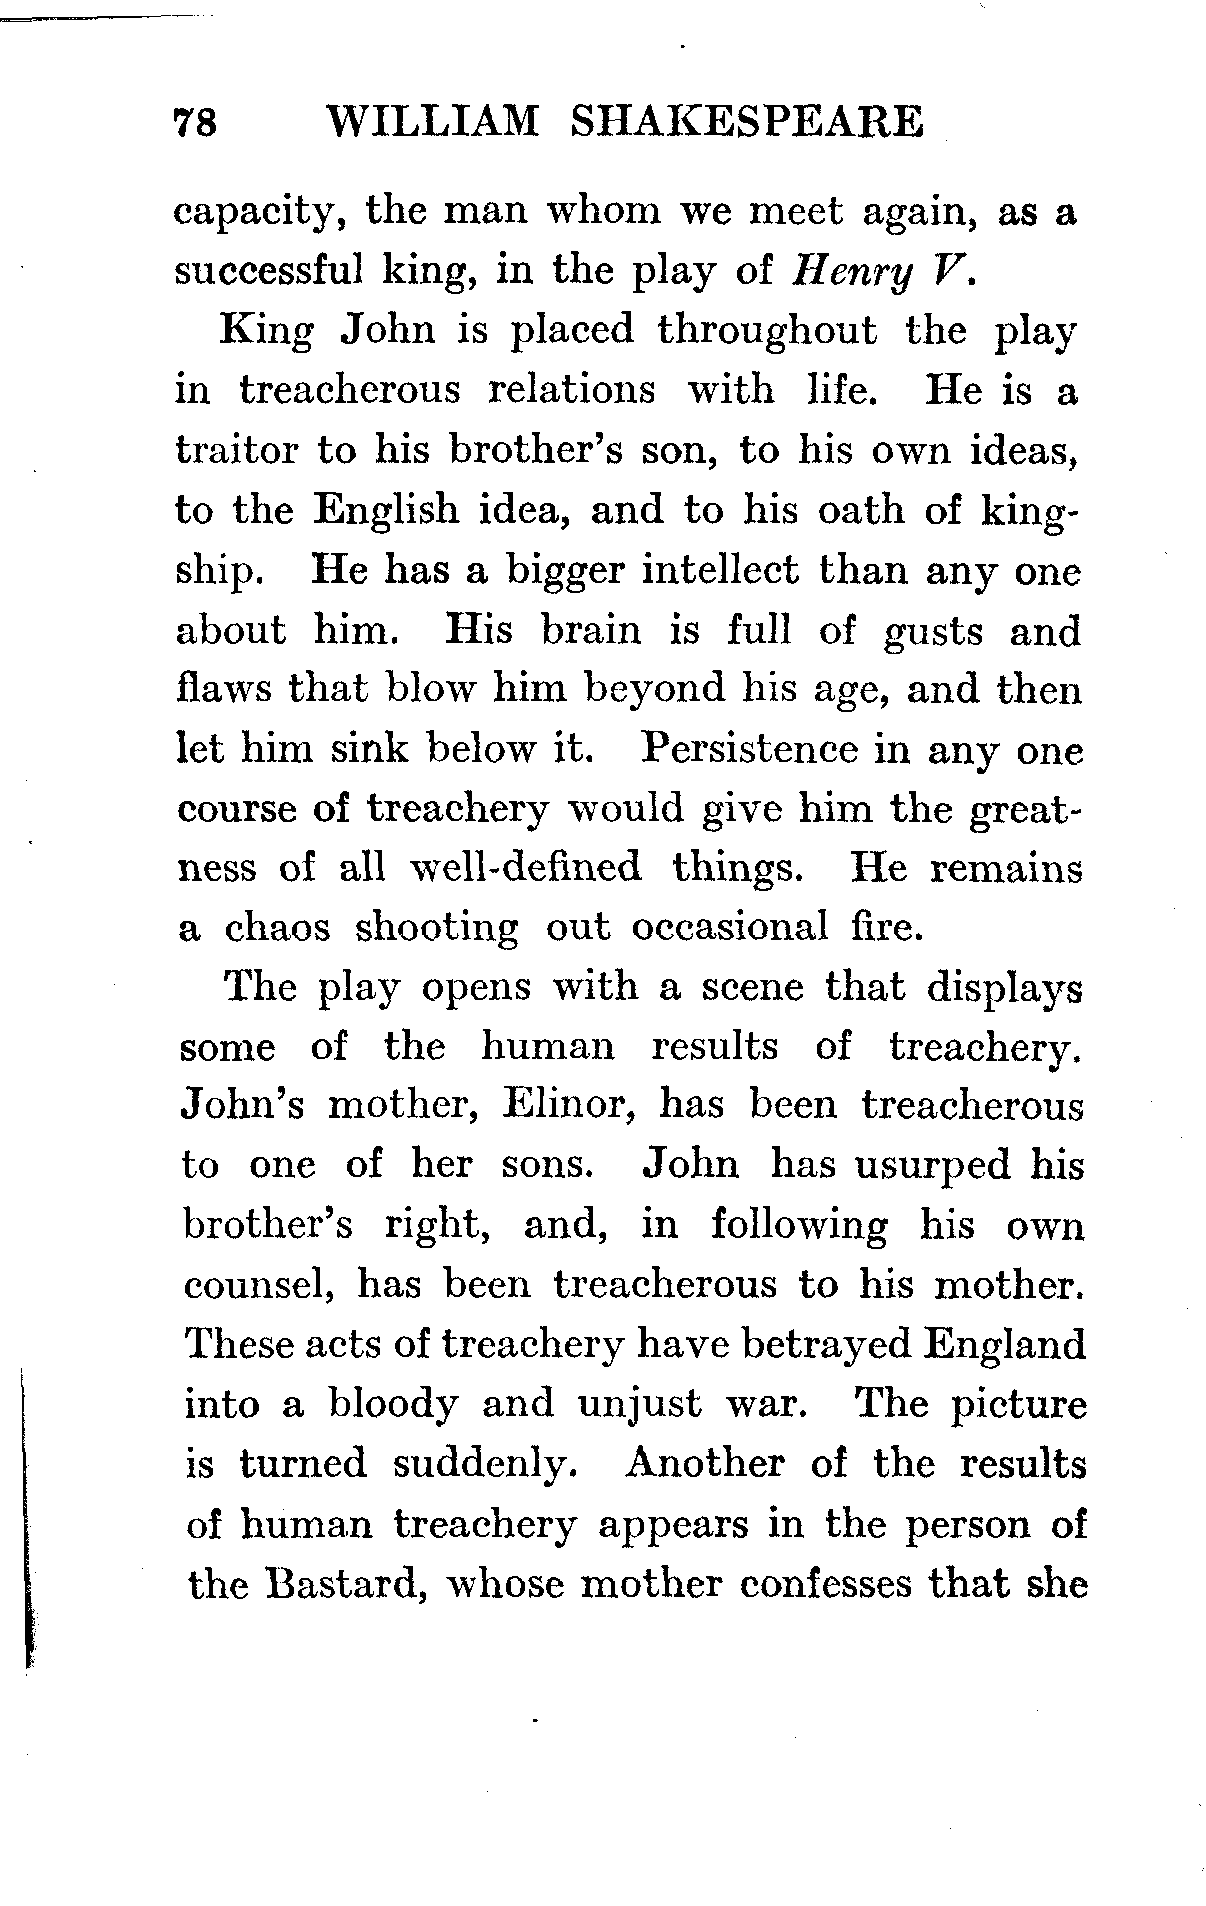 78 WILLIAM SHAKESPEARE
capacity, the man whom we meet again, as a
successful king, in the play of Henry V.
King John is placed throughout the play
in treacherous relations with life. He is a
traitor to his brother's son, to his own ideas,
to the English idea, and to his oath of king-
ship. He has a bigger intellect than any one
about him. His brain is full of gusts and
flaws that blow him beyond his age, and then
let him sink below it. Persistence in any one
course of treachery would give him the great-
ness of all well-defined things. He remains
a chaos shooting out occasional fire.
The play opens with a scene that displays
some of the human results of treachery.
John's mother, Elinor, has been treacherous
to one of her sons. John has usurped his
brother's right, and, in following his own
counsel, has been treacherous to his mother.
These acts of treachery have betrayed England
into a bloody and unjust war. The picture
is turned suddenly. Another of the results
of human treachery appears in the person of
the Bastard, whose mother confesses that she